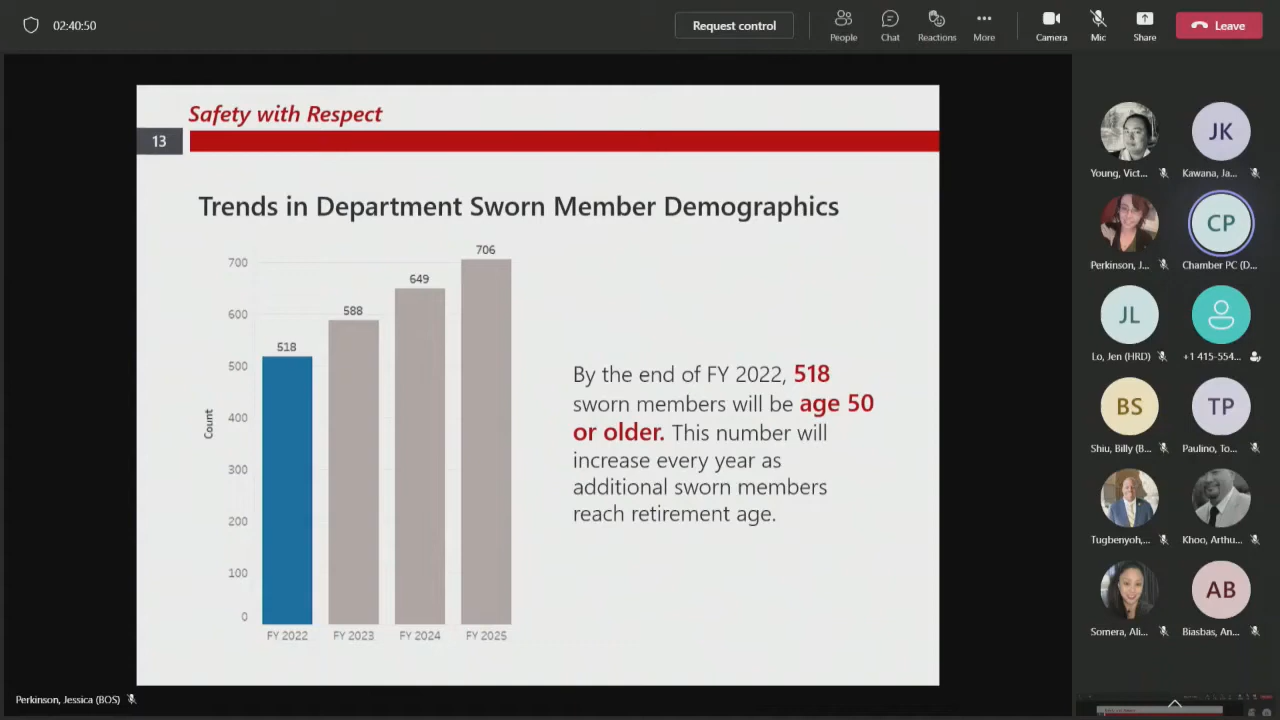 02:40:50
Request control
People
Chat
Reactions
More
Camera
Mic
Share
Leave
Safety with Respect
13
Trends in Department Sworn Member Demographics
706
700
649
600
588
518
500
400
Count
300
200
100
0
FY 2022 FY 2023 FY 2024 FY 2025
By the end of FY 2022, 518
sworn members will be age 50
or older. This number will
increase every year as
additional sworn members
reach retirement age.
JK
Young, Vict... Kawana, Ja...
CP
Perkinson, J... Chamber PC (D...
JL
Lo, Jen (HRD) +1 415-554...
BS TP
Shiu, Billy (B... Paulino, To...
Tugbenyoh,... Khoo, Arthu...
AB
Somera, Ali... Biasbas, An...
Perkinson, Jessica (BOS)